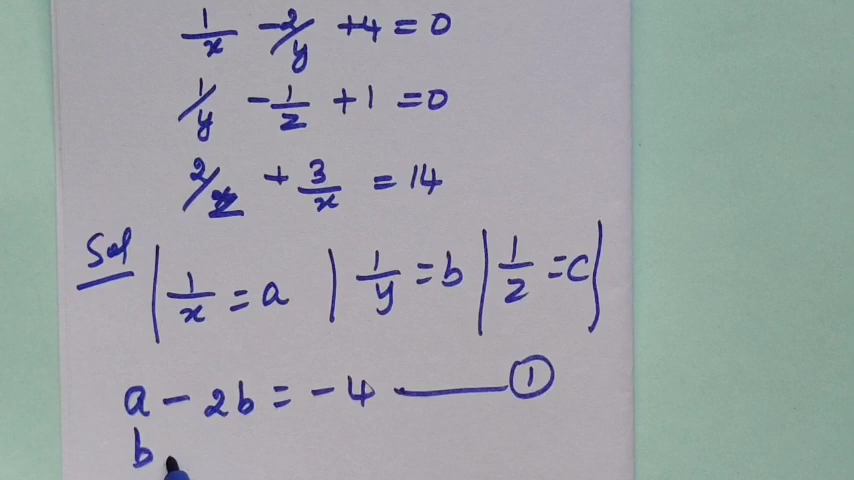 1/x - 2/y + 4 = 0
1/y - 1/z + 1 = 0
2/z + 3/x = 14
Sol
| 1/x = a | 1/y = b | 1/z = c |
a - 2b = -4 —— ①
b